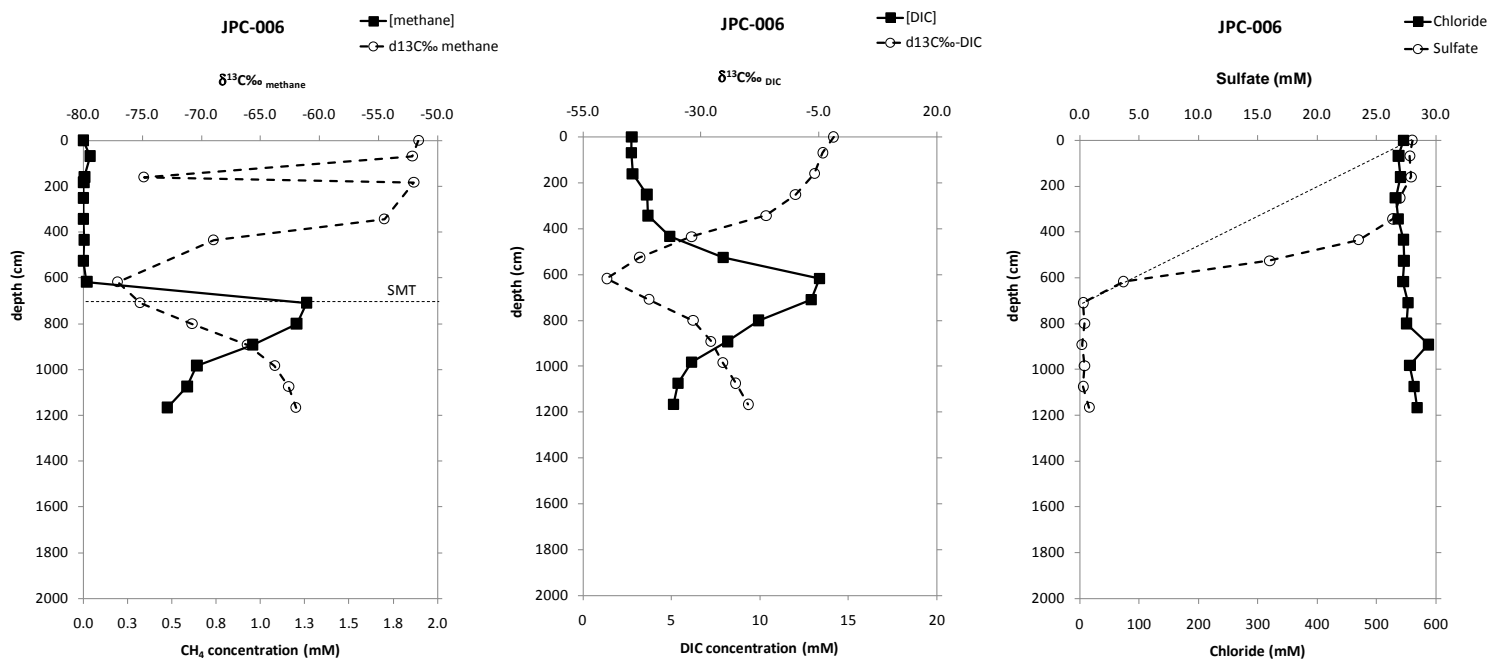 JPC-006
[methane]
d13C‰ methane
δ¹³C‰ methane
-80.0 -75.0 -70.0 -65.0 -60.0 -55.0 -50.0
0
200
400
600
800
1000
1200
1400
1600
1800
2000
depth (cm)
SMT
0.0 0.3 0.5 0.8 1.0 1.3 1.5 1.8 2.0
CH₄ concentration (mM)
JPC-006
[DIC]
d13C‰-DIC
δ¹³C‰ DIC
-55.0 -30.0 -5.0 20.0
0
200
400
600
800
1000
1200
1400
1600
1800
2000
depth (cm)
0 5 10 15 20
DIC concentration (mM)
JPC-006
Chloride
Sulfate
Sulfate (mM)
0.0 5.0 10.0 15.0 20.0 25.0 30.0
0
200
400
600
800
1000
1200
1400
1600
1800
2000
depth (cm)
0 100 200 300 400 500 600
Chloride (mM)